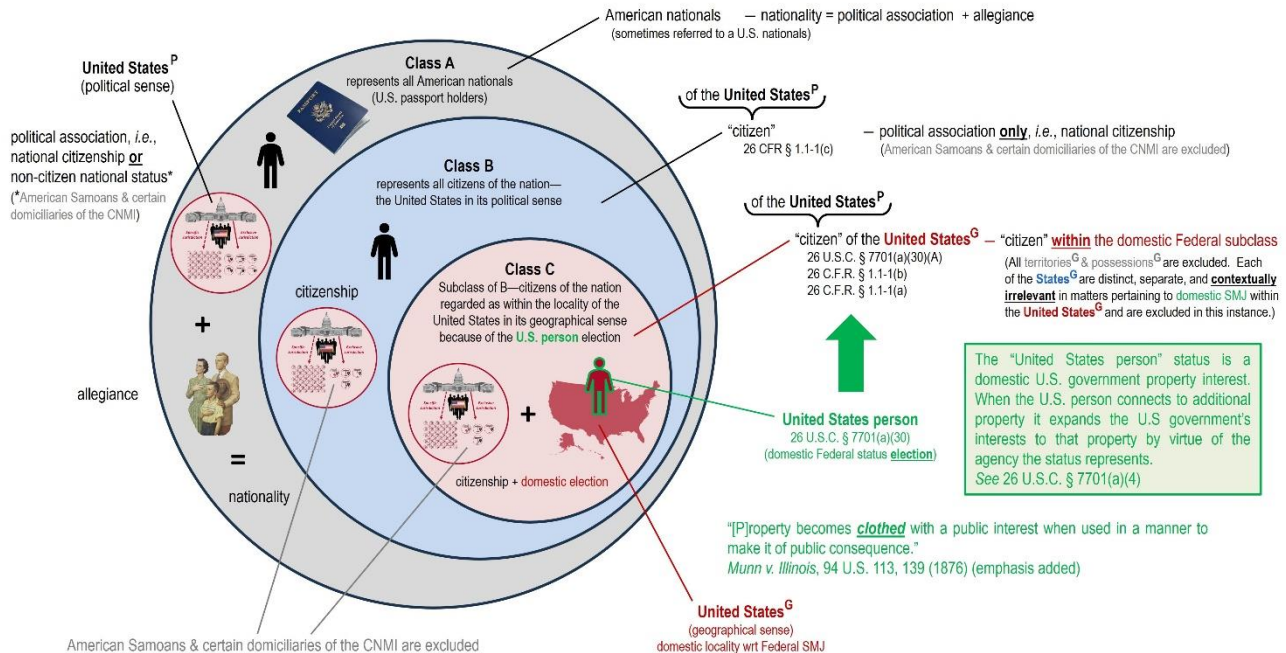 American nationals — nationality = political association + allegiance
(sometimes referred to a U.S. nationals)
United States^P
(political sense)
political association, i.e.,
national citizenship or
non-citizen national status*
(*American Samoans & certain
domiciliaries of the CNMI)
+
allegiance
=
nationality
Class A
represents all American nationals
(U.S. passport holders)
PASSPORT
Class B
represents all citizens of the nation—
the United States in its political sense
citizenship
Class C
Subclass of B—citizens of the nation
regarded as within the locality of the
United States in its geographical sense
because of the U.S. person election
+
citizenship + domestic election
of the United States^P
"citizen" — political association only, i.e., national citizenship
26 CFR § 1.1-1(c) (American Samoans & certain domiciliaries of the CNMI are excluded)
of the United States^P
"citizen" of the United States^G — "citizen" within the domestic Federal subclass
26 U.S.C. § 7701(a)(30)(A)
26 C.F.R. § 1.1-1(b)
26 C.F.R. § 1.1-1(a)
(All territories^G & possessions^G are excluded. Each
of the States^G are distinct, separate, and contextually
irrelevant in matters pertaining to domestic SMJ within
the United States^G and are excluded in this instance.)
United States person
26 U.S.C. § 7701(a)(30)
(domestic Federal status election)
The "United States person" status is a
domestic U.S. government property interest.
When the U.S. person connects to additional
property it expands the U.S government's
interests to that property by virtue of the
agency the status represents.
See 26 U.S.C. § 7701(a)(4)
"[P]roperty becomes clothed with a public interest when used in a manner to
make it of public consequence."
Munn v. Illinois, 94 U.S. 113, 139 (1876) (emphasis added)
United States^G
(geographical sense)
domestic locality wrt Federal SMJ
American Samoans & certain domiciliaries of the CNMI are excluded